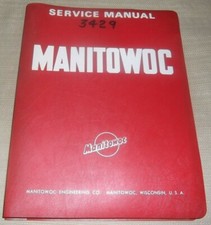 SERVICE MANUAL
5429
MANITOWOC
Manitowoc
MANITOWOC ENGINEERING CO. MANITOWOC, WISCONSIN, U.S.A.